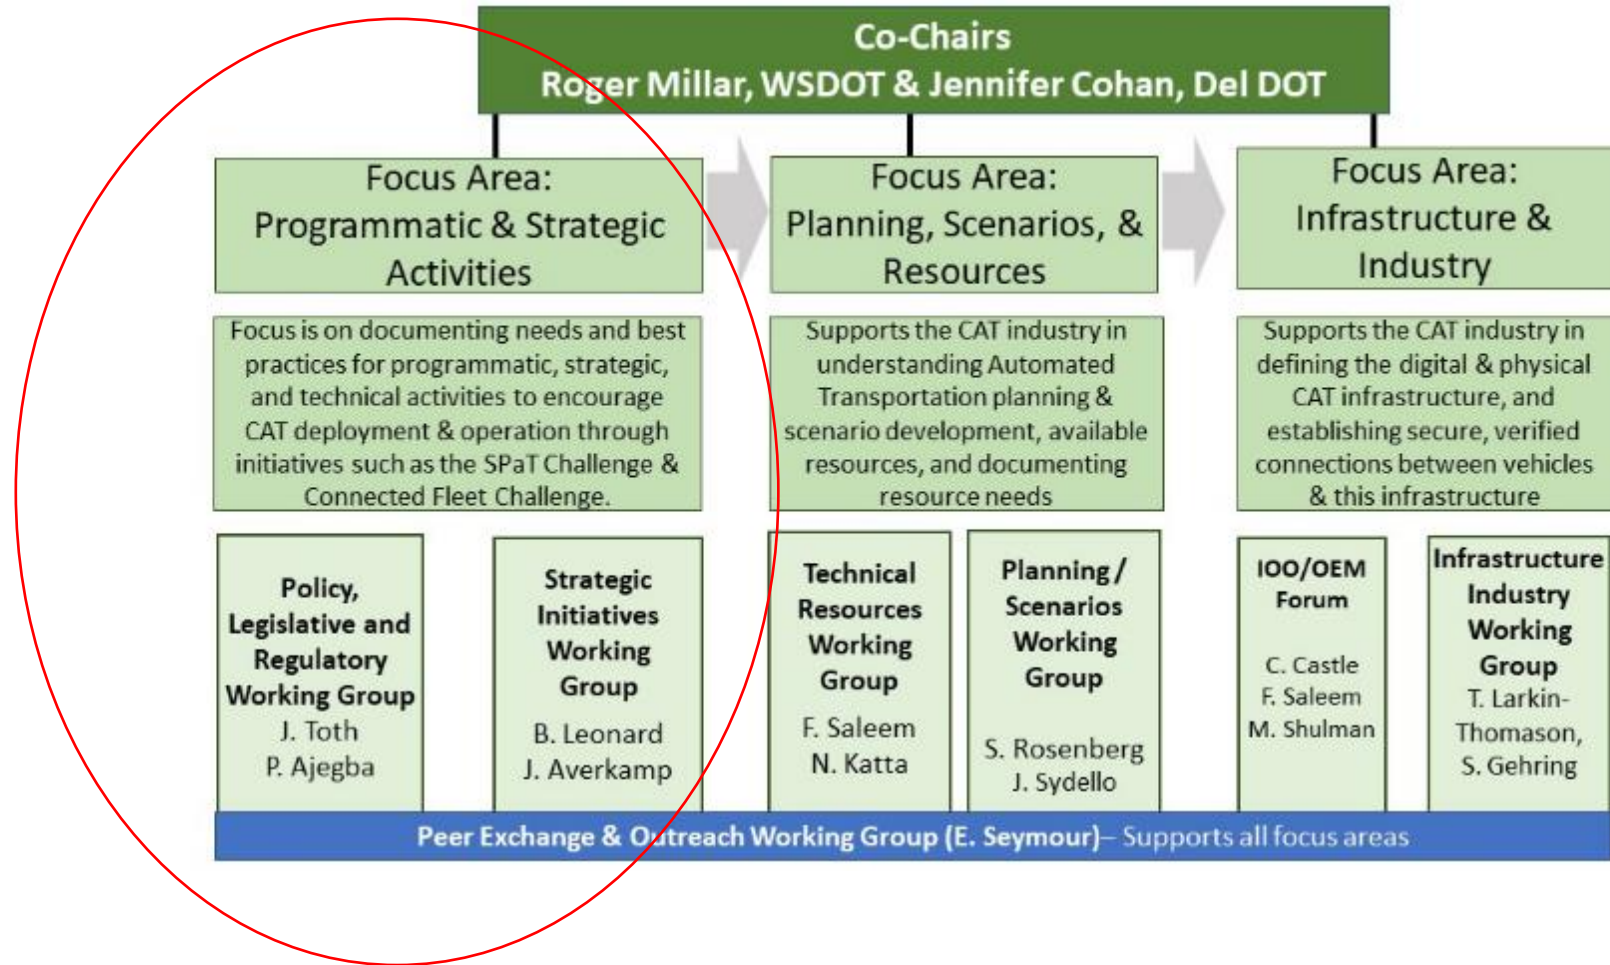 Co-Chairs
Roger Millar, WSDOT & Jennifer Cohan, Del DOT
Focus Area:
Programmatic & Strategic
Activities
Focus Area:
Planning, Scenarios, &
Resources
Focus Area:
Infrastructure &
Industry
Focus is on documenting needs and best
practices for programmatic, strategic,
and technical activities to encourage
CAT deployment & operation through
initiatives such as the SPaT Challenge &
Connected Fleet Challenge.
Supports the CAT industry in
understanding Automated
Transportation planning &
scenario development, available
resources, and documenting
resource needs
Supports the CAT industry in
defining the digital & physical
CAT infrastructure, and
establishing secure, verified
connections between vehicles
& this infrastructure
Policy,
Legislative and
Regulatory
Working Group
J. Toth
P. Ajegba
Strategic
Initiatives
Working
Group
B. Leonard
J. Averkamp
Technical
Resources
Working
Group
F. Saleem
N. Katta
Planning/
Scenarios
Working
Group
S. Rosenberg
J. Sydello
IOO/OEM
Forum
C. Castle
F. Saleem
M. Shulman
Infrastructure
Industry
Working
Group
T. Larkin-
Thomason,
S. Gehring
Peer Exchange & Outreach Working Group (E. Seymour)– Supports all focus areas